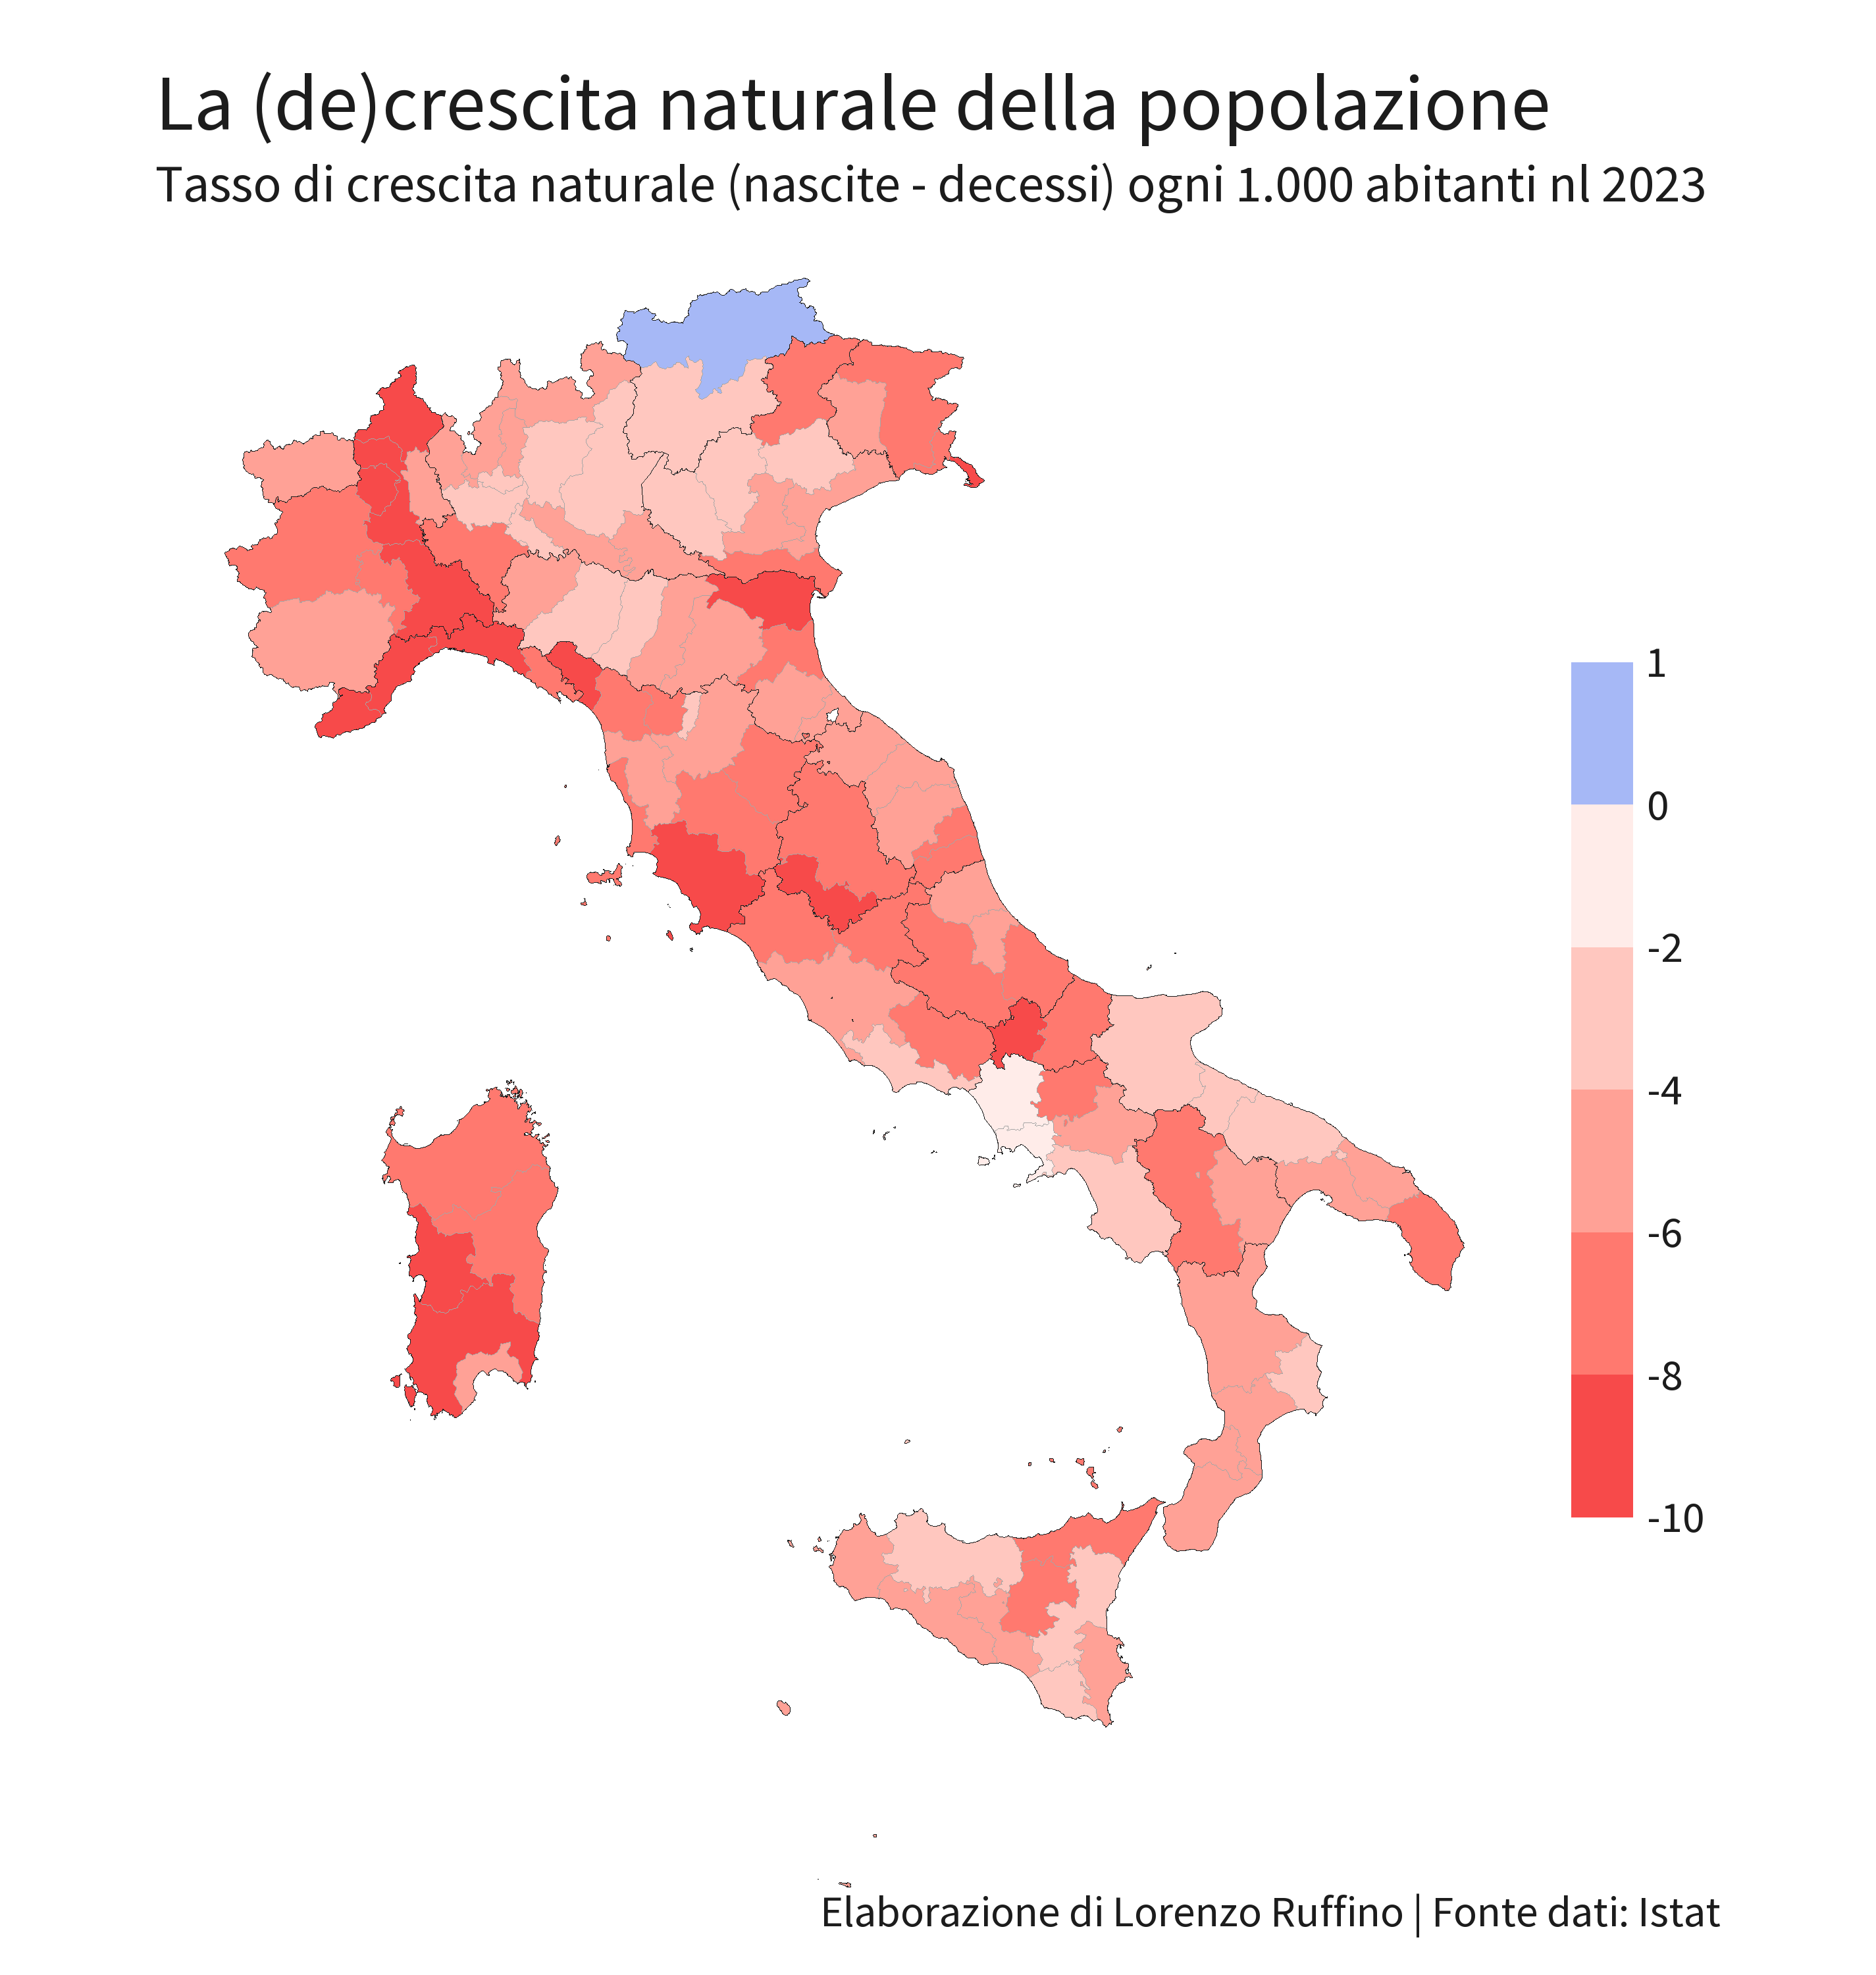 La (de)crescita naturale della popolazione
Tasso di crescita naturale (nascite - decessi) ogni 1.000 abitanti nl 2023
1
0
-2
-4
-6
-8
-10
Elaborazione di Lorenzo Ruffino | Fonte dati: Istat